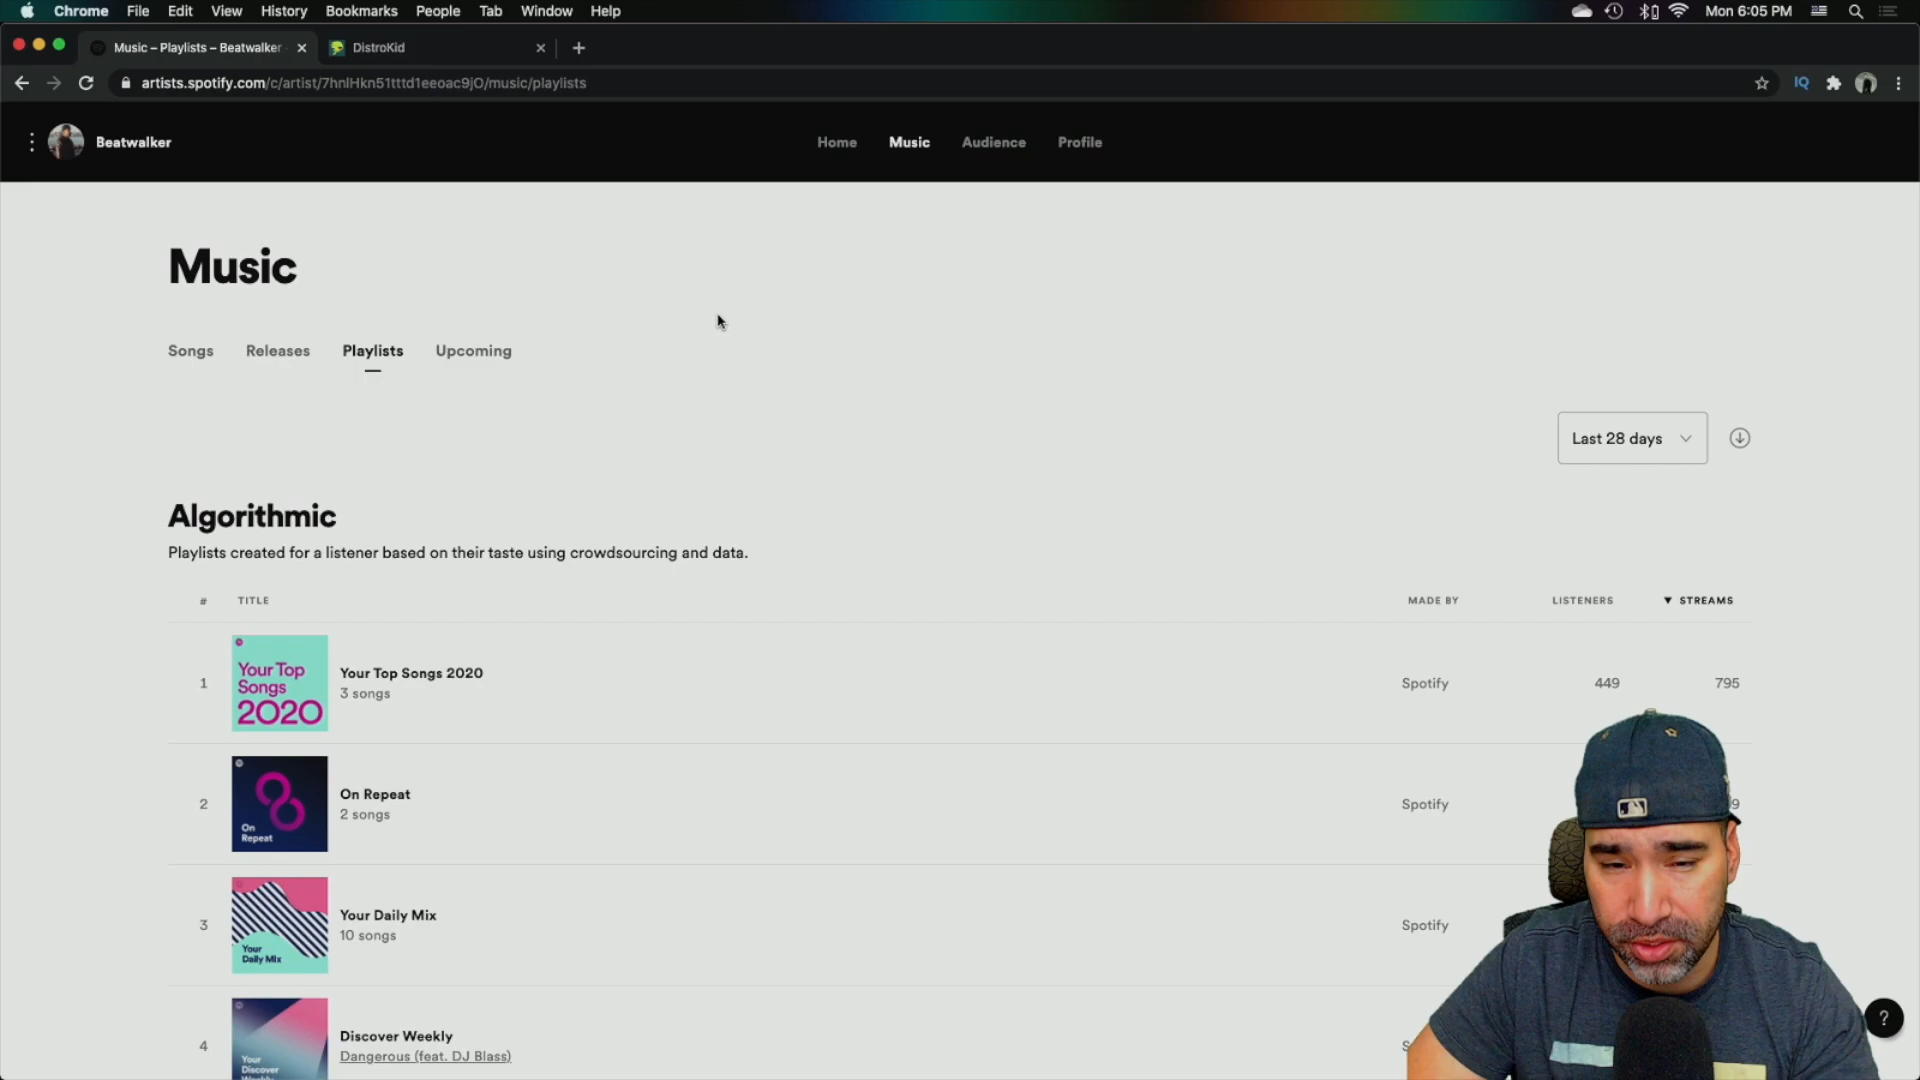 Chrome File Edit View History Bookmarks People Tab Window Help
Mon 6:05 PM
Music – Playlists – Beatwalker
DistroKid
artists.spotify.com/c/artist/7hnlHkn51tttd1eeoac9jO/music/playlists
IQ
Beatwalker
Home Music Audience Profile
Music
Songs Releases Playlists Upcoming
Last 28 days
Algorithmic
Playlists created for a listener based on their taste using crowdsourcing and data.
# TITLE MADE BY LISTENERS ▼ STREAMS
1
Your Top
Songs
2020
Your Top Songs 2020
3 songs
Spotify 449 795
2
On
Repeat
On Repeat
2 songs
Spotify 9
3
Your
Daily Mix
Your Daily Mix
10 songs
Spotify
4
Your
Discover
Weekly
Discover Weekly
Dangerous (feat. DJ Blass)
S
?